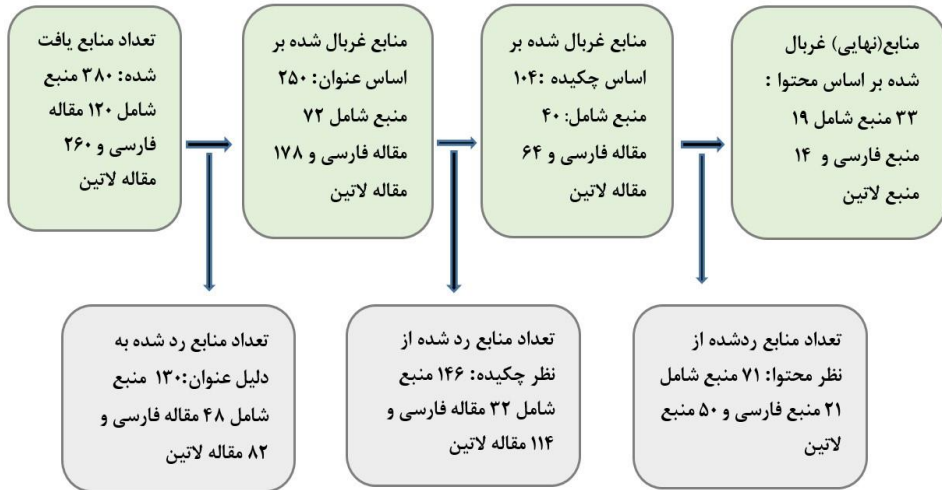 تعداد منابع یافت
شده: ۳۸۰ منبع
شامل ۱۲۰ مقاله
فارسی و ۲۶۰
مقاله لاتین
منابع غربال شده بر
اساس عنوان: ۲۵۰
منبع شامل ۷۲
مقاله فارسی و ۱۷۸
مقاله لاتین
منابع غربال شده بر
اساس چکیده :۱۰۴
منبع شامل: ۴۰
مقاله فارسی و ۶۴
مقاله لاتین
منابع(نهایی) غربال
شده بر اساس محتوا :
۳۳ منبع شامل ۱۹
منبع فارسی و ۱۴
منبع لاتین
تعداد منابع رد شده به
دلیل عنوان:۱۳۰ منبع
شامل ۴۸ مقاله فارسی و
۸۲ مقاله لاتین
تعداد منابع رد شده از
نظر چکیده: ۱۴۶ منبع
شامل ۳۲ مقاله فارسی و
۱۱۴ مقاله لاتین
تعداد منابع ردشده از
نظر محتوا: ۷۱ منبع شامل
۲۱ منبع فارسی و ۵۰ منبع
لاتین